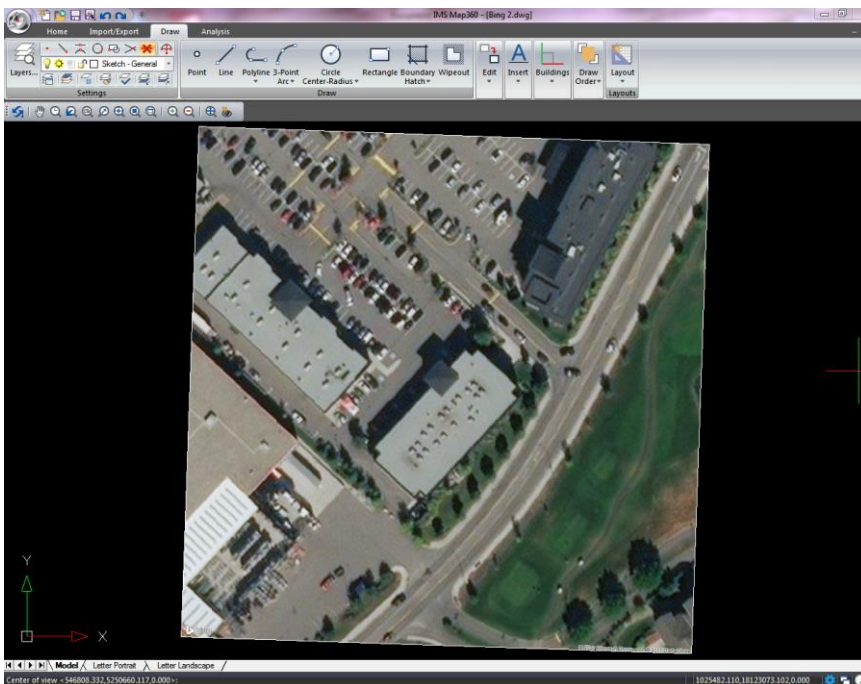 IMS Map360 - [Bing 2.dwg]
Home Import/Export Draw Analysis
Layers...
Sketch - General
Settings
Point Line Polyline 3-Point Arc Circle Center-Radius Rectangle Boundary Hatch Wipeout
Draw
Edit Insert Buildings Draw Order Layout
Layouts
Y
X
Model Letter Portrait Letter Landscape
Center of view <546808.332,5250660.117,0.000>:
1025482.110,18123073.102,0.000